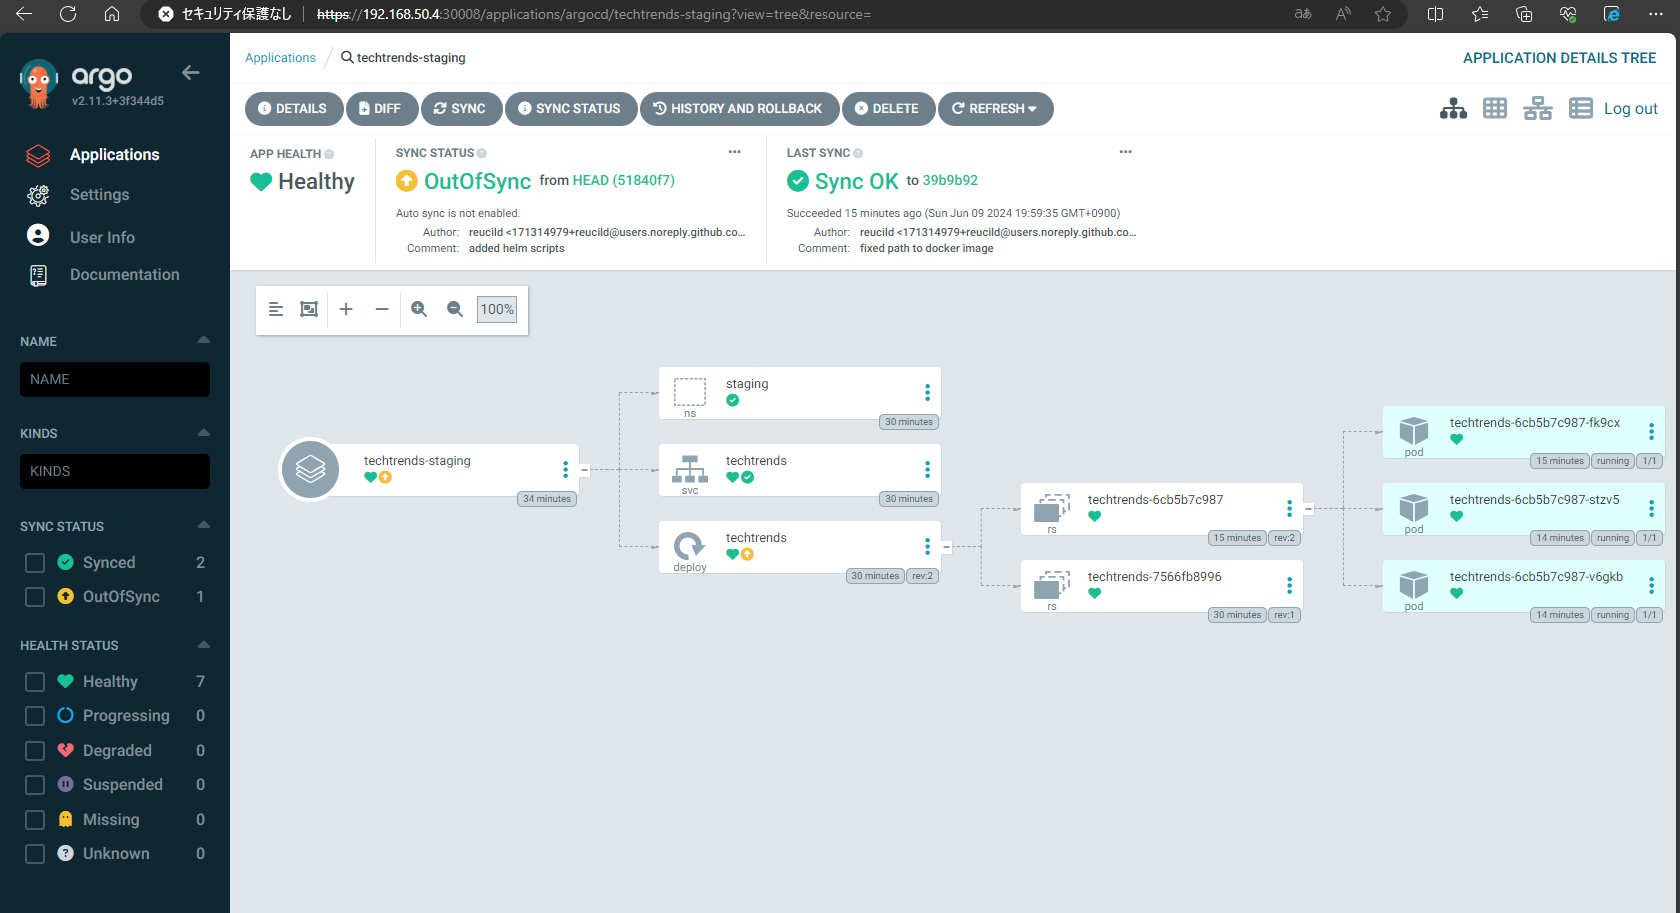 セキュリティ保護なし
https://192.168.50.4:30008/applications/argocd/techtrends-staging?view=tree&resource=
argo
v2.11.3+3f344d5
Applications
Settings
User Info
Documentation
NAME
NAME
KINDS
KINDS
SYNC STATUS
Synced 2
OutOfSync 1
HEALTH STATUS
Healthy 7
Progressing 0
Degraded 0
Suspended 0
Missing 0
Unknown 0
Applications / techtrends-staging
APPLICATION DETAILS TREE
DETAILS DIFF SYNC SYNC STATUS HISTORY AND ROLLBACK DELETE REFRESH
Log out
APP HEALTH
Healthy
SYNC STATUS
OutOfSync from HEAD (51840f7)
Auto sync is not enabled.
Author: reucild <171314979+reucild@users.noreply.github.co...
Comment: added helm scripts
LAST SYNC
Sync OK to 39b9b92
Succeeded 15 minutes ago (Sun Jun 09 2024 19:59:35 GMT+0900)
Author: reucild <171314979+reucild@users.noreply.github.co...
Comment: fixed path to docker image
100%
techtrends-staging
34 minutes
staging
ns
30 minutes
techtrends
svc
30 minutes
techtrends
deploy
30 minutes rev:2
techtrends-6cb5b7c987
rs
15 minutes rev:2
techtrends-7566fb8996
rs
30 minutes rev:1
techtrends-6cb5b7c987-fk9cx
pod
15 minutes running 1/1
techtrends-6cb5b7c987-stzv5
pod
14 minutes running 1/1
techtrends-6cb5b7c987-v6gkb
pod
14 minutes running 1/1